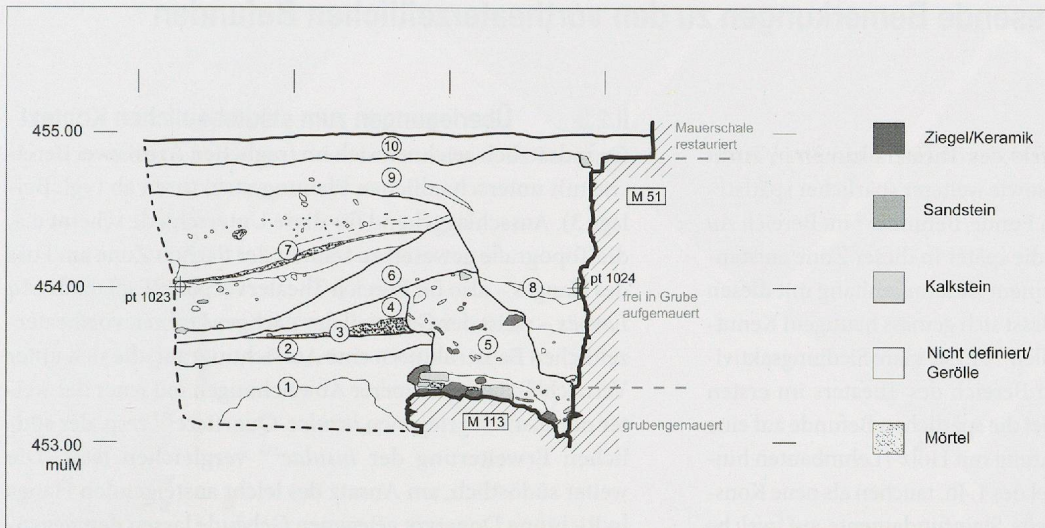 455.00
454.00
453.00
müM
10
9
7
6
8
4
3
5
2
1
pt 1023
pt 1024
M 51
M 113
Mauerschale
restauriert
frei in Grube
aufgemauert
grubengemauert
Ziegel/Keramik
Sandstein
Kalkstein
Nicht definiert/
Gerölle
Mörtel